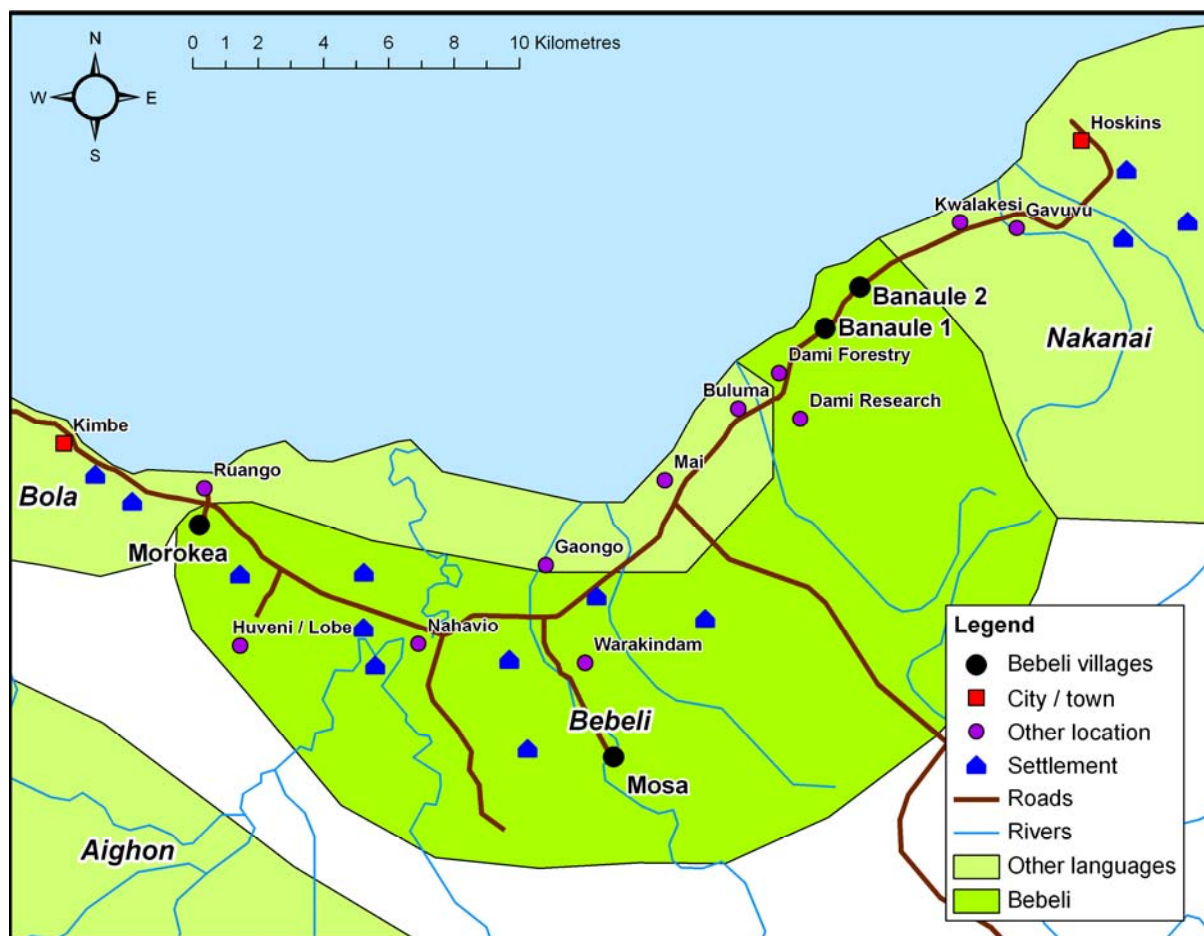 N
W E
S
0 1 2 4 6 8 10 Kilometres
Hoskins
Kwalakesi
Gavuvu
Banaule 2
Nakanai
Banaule 1
Dami Forestry
Buluma
Dami Research
Kimbe
Ruango
Mai
Bola
Morokea
Gaongo
Huveni / Lobe
Nahavio
Warakindam
Bebeli
Mosa
Aighon
Legend
Bebeli villages
City / town
Other location
Settlement
Roads
Rivers
Other languages
Bebeli